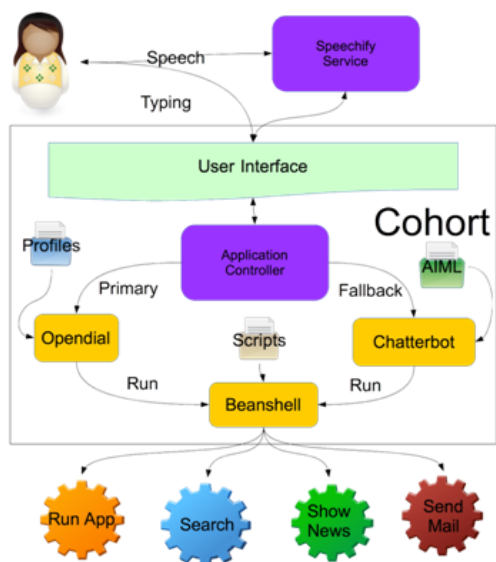 Speechify
Service
Speech
Typing
User Interface
Cohort
Profiles
Application
Controller
AIML
Primary
Fallback
Opendial
Scripts
Chatterbot
Run
Run
Beanshell
Run App
Search
Show
News
Send
Mail